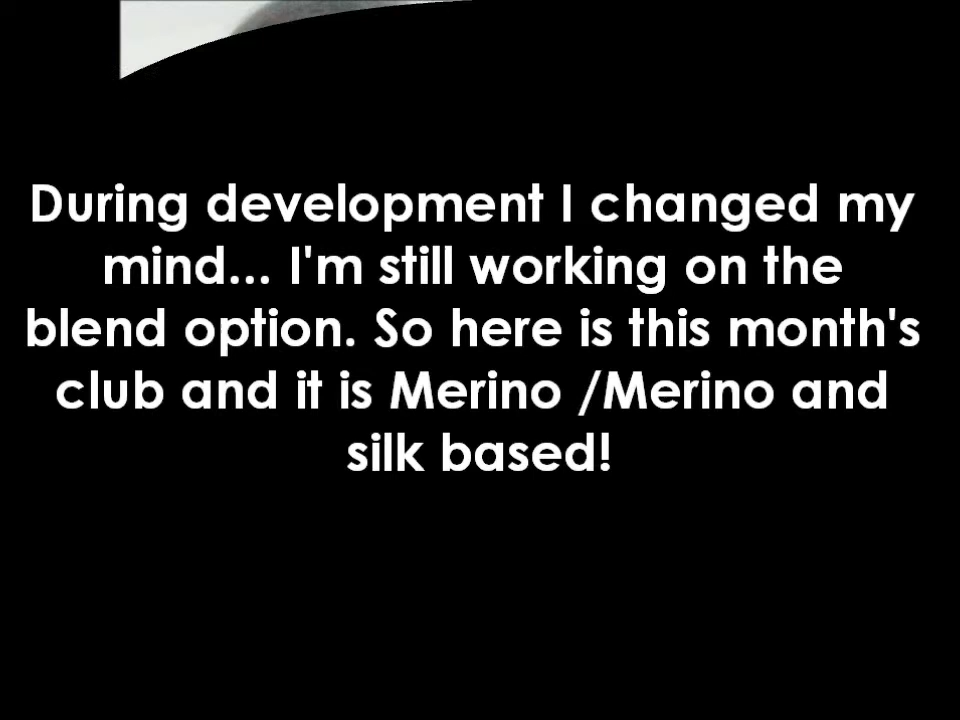 During development I changed my
mind... I'm still working on the
blend option. So here is this month's
club and it is Merino /Merino and
silk based!